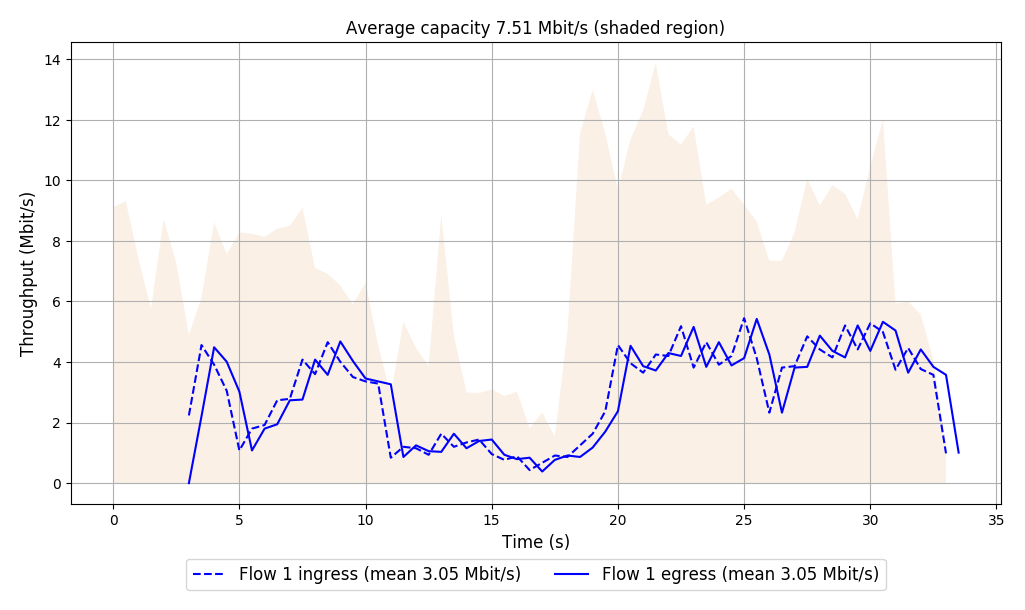 Average capacity 7.51 Mbit/s (shaded region)
Throughput (Mbit/s)
14
12
10
8
6
4
2
0
0 5 10 15 20 25 30 35
Time (s)
Flow 1 ingress (mean 3.05 Mbit/s) Flow 1 egress (mean 3.05 Mbit/s)